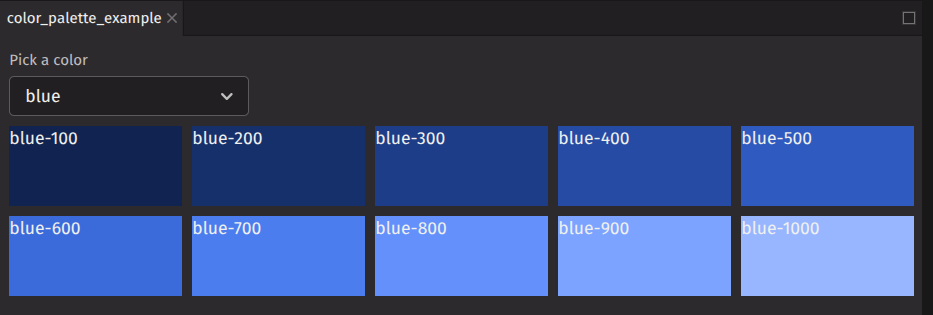 color_palette_example
Pick a color
blue
blue-100 blue-200 blue-300 blue-400 blue-500
blue-600 blue-700 blue-800 blue-900 blue-1000